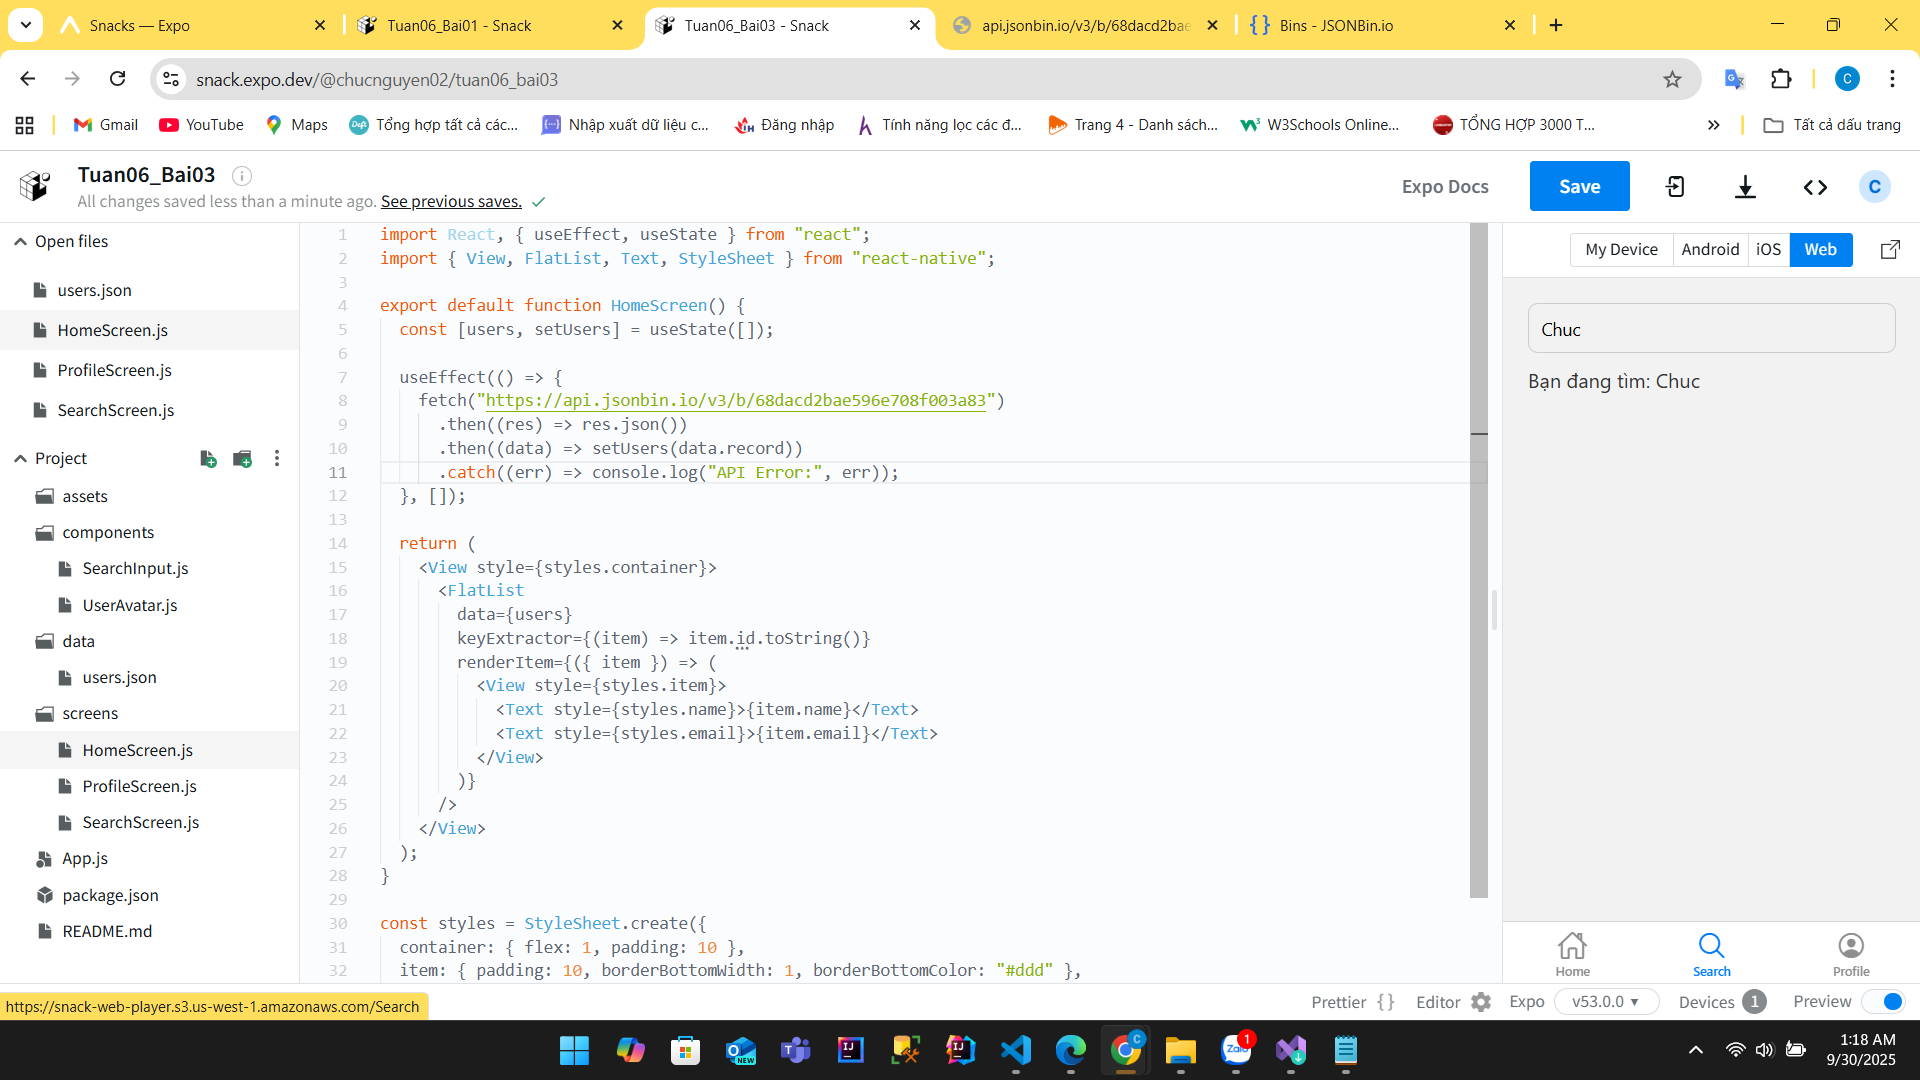 Snacks — Expo
Tuan06_Bai01 - Snack
Tuan06_Bai03 - Snack
api.jsonbin.io/v3/b/68dacd2bae
Bins - JSONBin.io
snack.expo.dev/@chucnguyen02/tuan06_bai03
C
Gmail
YouTube
Maps
Tổng hợp tất cả các...
Nhập xuất dữ liệu c...
Đăng nhập
Tính năng lọc các đ...
Trang 4 - Danh sách...
W3Schools Online...
TỔNG HỢP 3000 T...
Tất cả dấu trang
Tuan06_Bai03
All changes saved less than a minute ago. See previous saves.
Expo Docs
Save
C
Open files
users.json
HomeScreen.js
ProfileScreen.js
SearchScreen.js
Project
assets
components
SearchInput.js
UserAvatar.js
data
users.json
screens
HomeScreen.js
ProfileScreen.js
SearchScreen.js
App.js
package.json
README.md
1 import React, { useEffect, useState } from "react";
2 import { View, FlatList, Text, StyleSheet } from "react-native";
3
4 export default function HomeScreen() {
5 const [users, setUsers] = useState([]);
6
7 useEffect(() => {
8 fetch("https://api.jsonbin.io/v3/b/68dacd2bae596e708f003a83")
9 .then((res) => res.json())
10 .then((data) => setUsers(data.record))
11 .catch((err) => console.log("API Error:", err));
12 }, []);
13
14 return (
15 <View style={styles.container}>
16 <FlatList
17 data={users}
18 keyExtractor={(item) => item.id.toString()}
19 renderItem={({ item }) => (
20 <View style={styles.item}>
21 <Text style={styles.name}>{item.name}</Text>
22 <Text style={styles.email}>{item.email}</Text>
23 </View>
24 )}
25 />
26 </View>
27 );
28 }
29
30 const styles = StyleSheet.create({
31 container: { flex: 1, padding: 10 },
32 item: { padding: 10, borderBottomWidth: 1, borderBottomColor: "#ddd" },
My Device
Android
iOS
Web
Chuc
Bạn đang tìm: Chuc
Home
Search
Profile
https://snack-web-player.s3.us-west-1.amazonaws.com/Search
Prettier { }
Editor
Expo
v53.0.0
Devices 1
Preview
NEW
C
Zalo
1
1:18 AM
9/30/2025